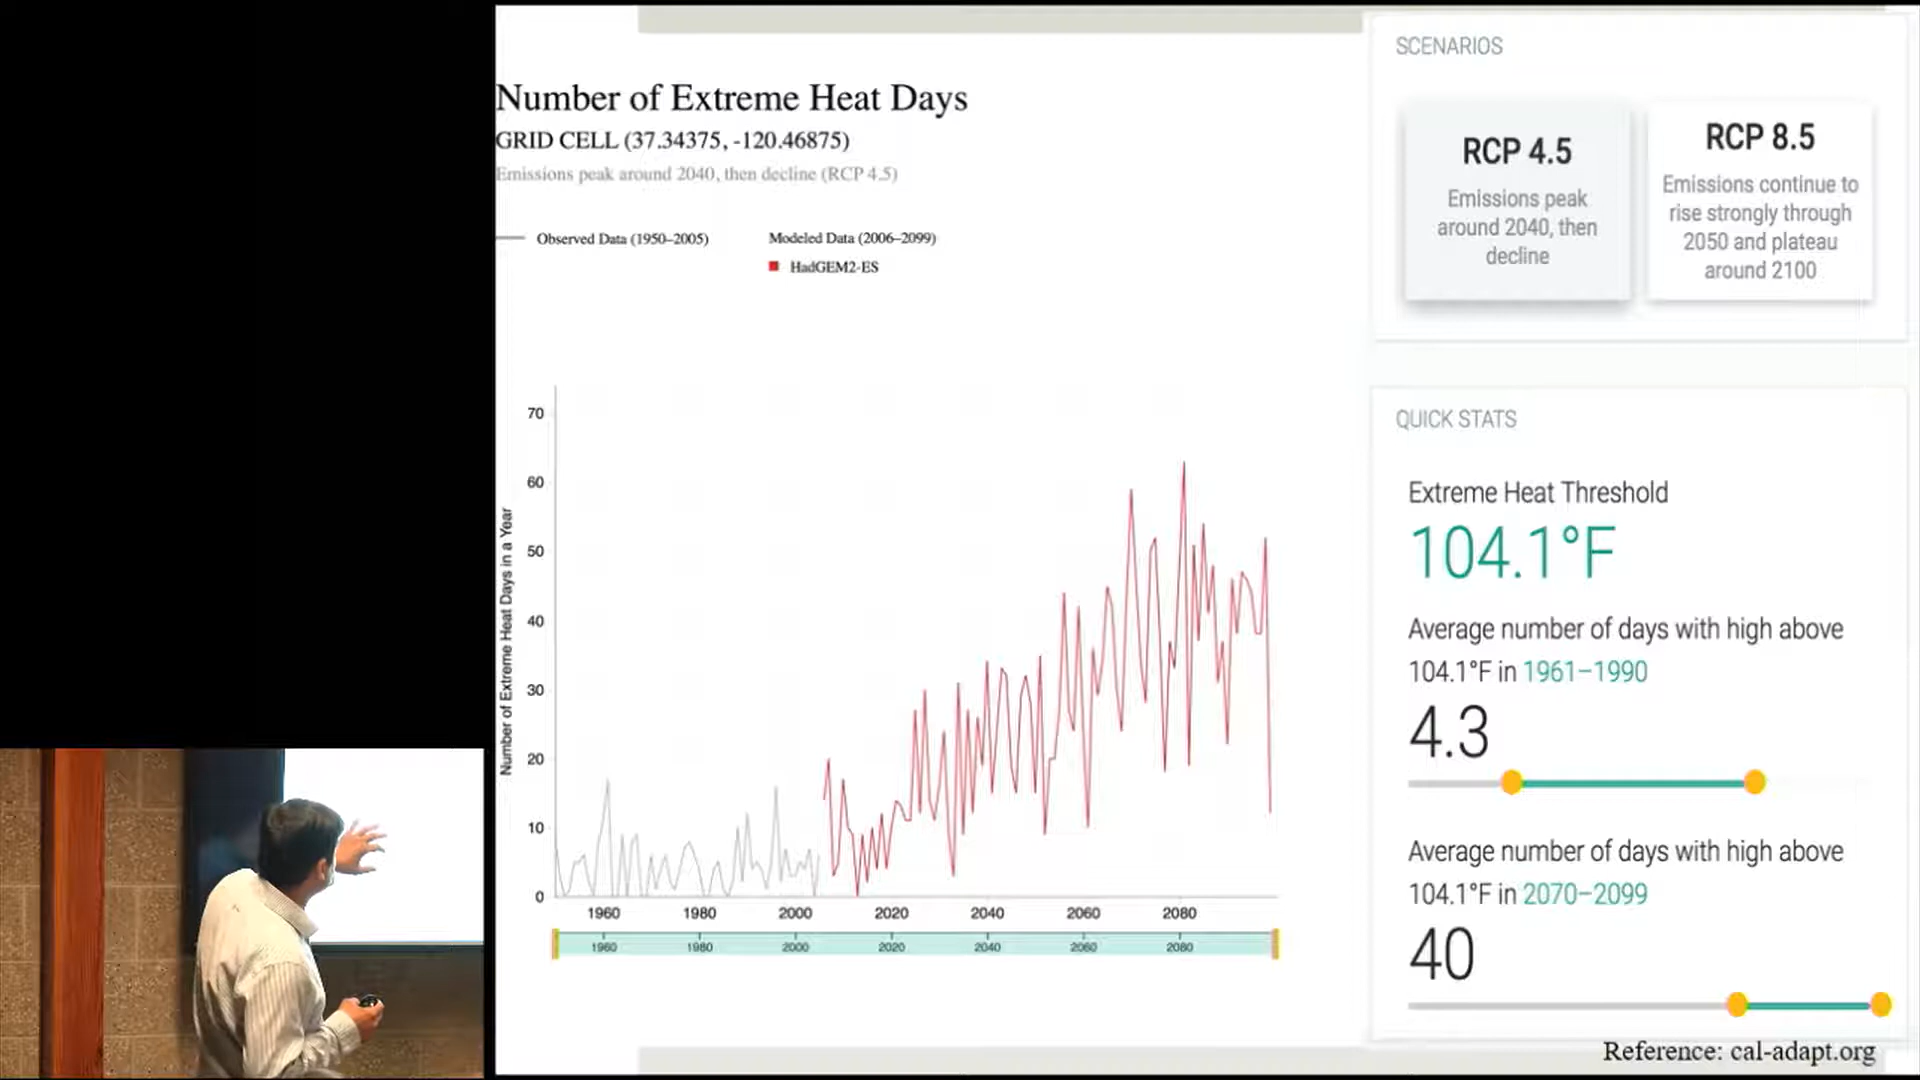 Number of Extreme Heat Days
GRID CELL (37.34375, -120.46875)
Emissions peak around 2040, then decline (RCP 4.5)
Observed Data (1950–2005)
Modeled Data (2006–2099)
HadGEM2-ES
Number of Extreme Heat Days in a Year
70
60
50
40
30
20
10
0
1960 1980 2000 2020 2040 2060 2080
1960 1980 2000 2020 2040 2060 2080
SCENARIOS
RCP 4.5
Emissions peak
around 2040, then
decline
RCP 8.5
Emissions continue to
rise strongly through
2050 and plateau
around 2100
QUICK STATS
Extreme Heat Threshold
104.1°F
Average number of days with high above
104.1°F in 1961–1990
4.3
Average number of days with high above
104.1°F in 2070–2099
40
Reference: cal-adapt.org